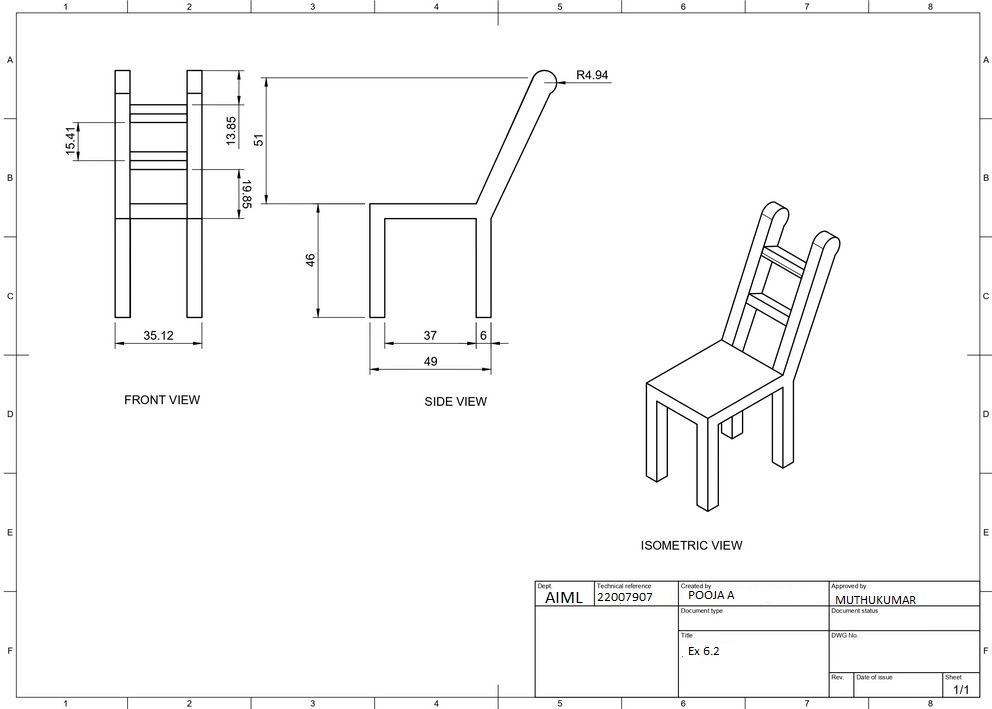 1 2 3 4 5 6 7 8
A A
B B
C C
D D
E E
F F
1 2 3 4 5 6 7 8
15.41
13.85
19.85
35.12
FRONT VIEW
51
R4.94
46
37
6
49
SIDE VIEW
ISOMETRIC VIEW
Dept.
AIML
Technical reference
22007907
Created by
POOJA A
Approved by
MUTHUKUMAR
Document type
Document status
Title
. Ex 6.2
DWG No.
Rev.
Date of issue
Sheet
1/1